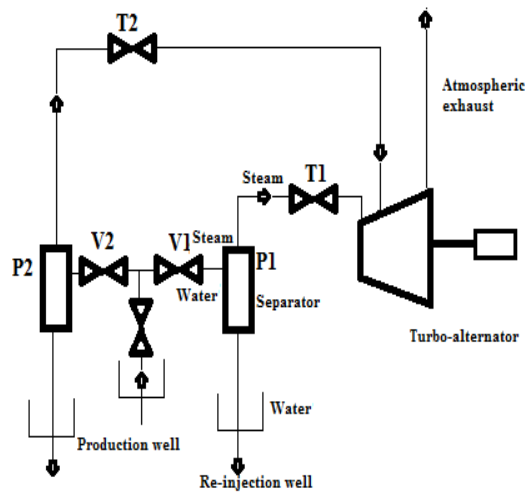 T2
Atmospheric
exhaust
Steam
T1
V2
V1
Steam
P2
P1
Water
Separator
Turbo-alternator
Water
Production well
Re-injection well